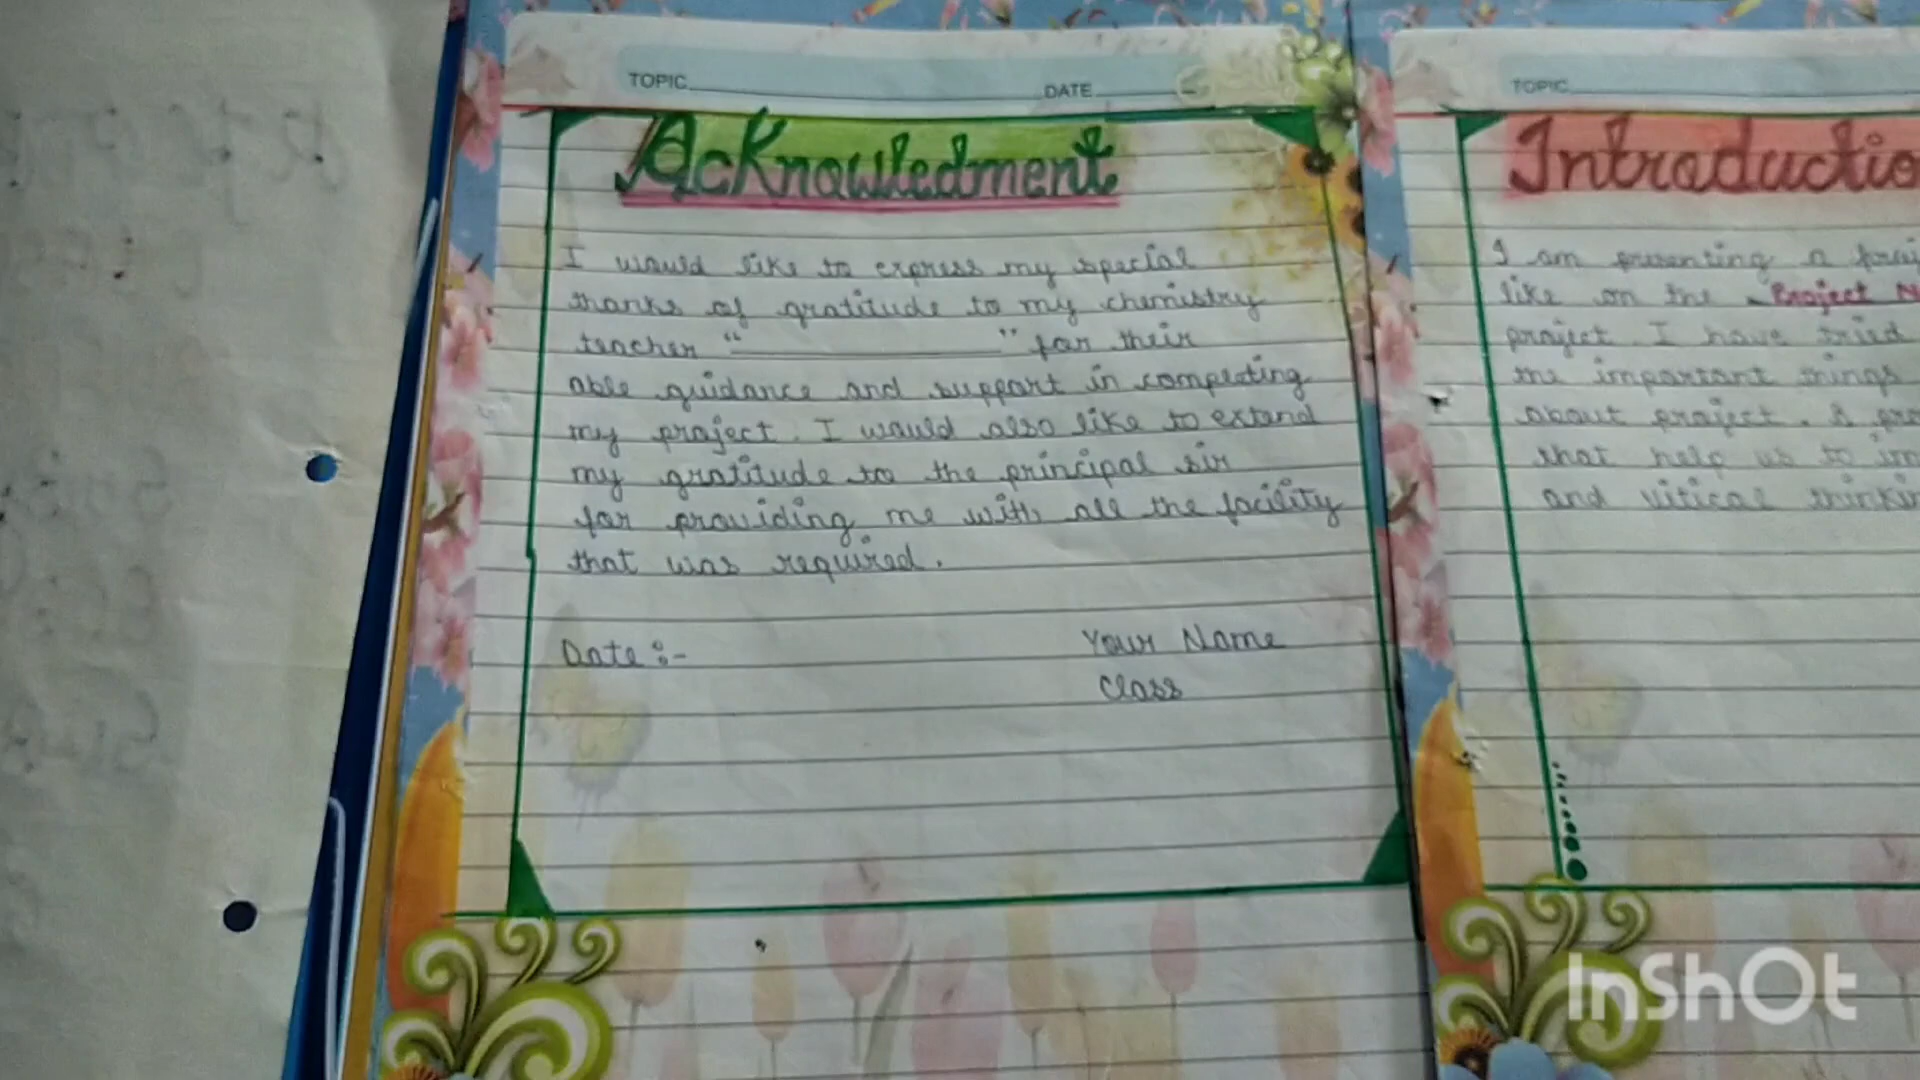 TOPIC DATE
Acknowledment
I would like to express my special
thanks of gratitude to my chemistry
teacher "____________" for their
able guidance and support in completing
my project. I would also like to extend
my gratitude to the principal sir
for providing me with all the facility
that was required.
Date :-
Your Name
Class
TOPIC
Introductio
I am presenting a
like on the Project N
project. I have tried
the important things
about project. A pro
that help us to im
and vitical thinkin
InShOt